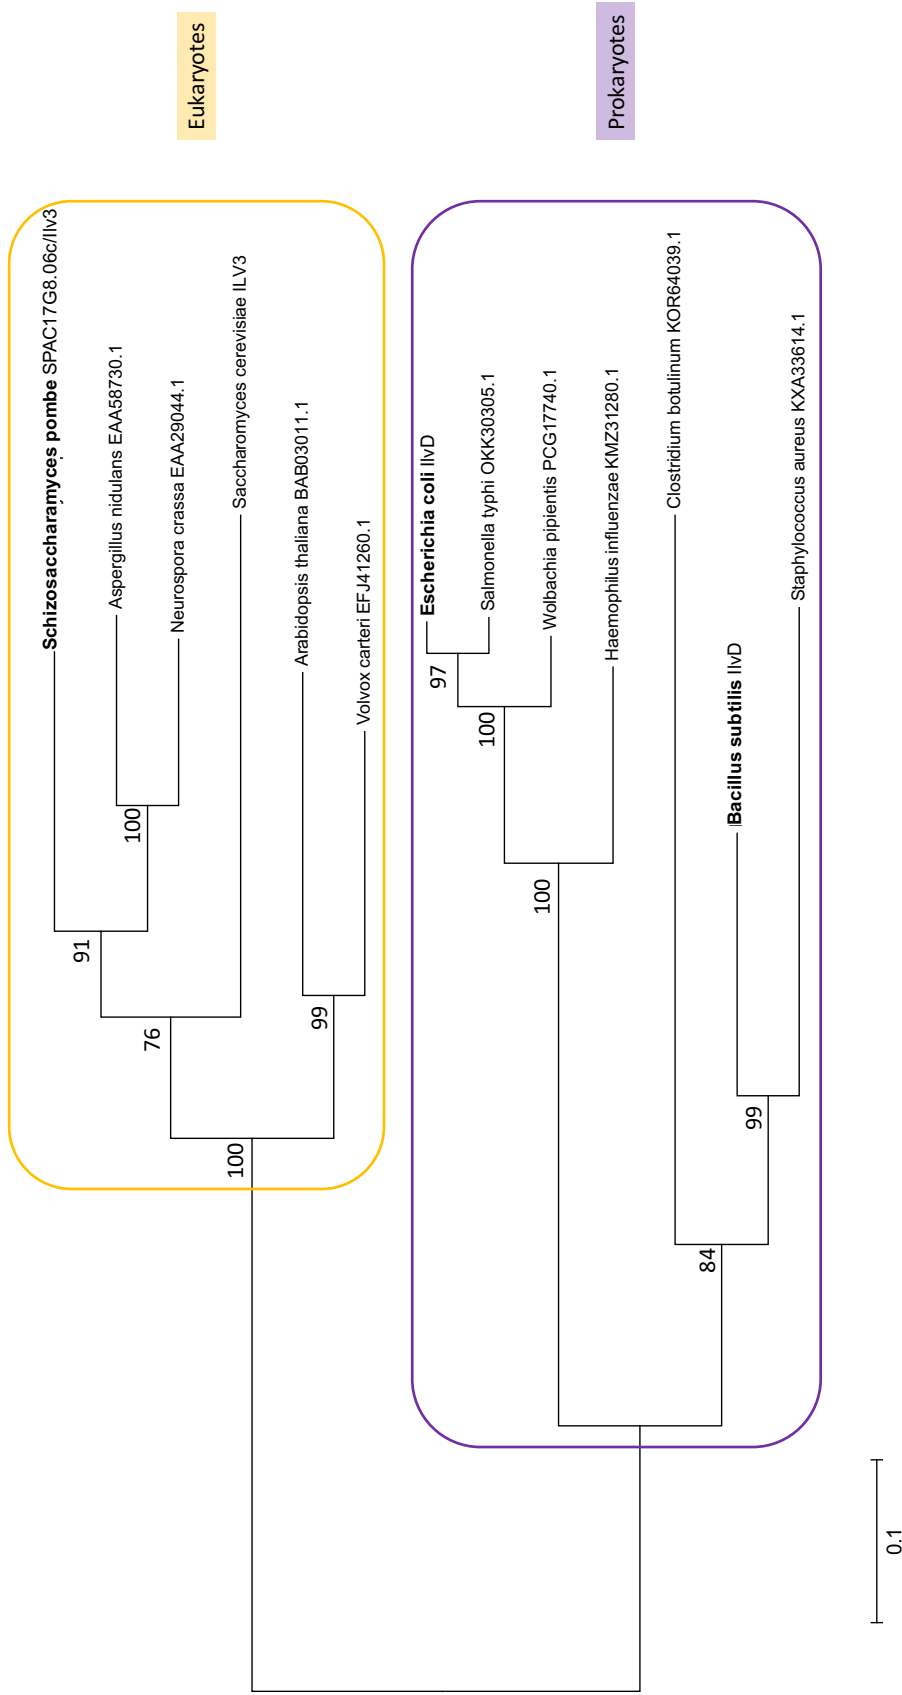 Eukaryotes
Schizosaccharamyces pombe SPAC17G8.06c/Ilv3
Aspergillus nidulans EAA58730.1
Neurospora crassa EAA29044.1
Saccharomyces cerevisiae ILV3
Arabidopsis thaliana BAB03011.1
Volvox carteri EFJ41260.1
91
100
76
99
100
Prokaryotes
Escherichia coli IlvD
Salmonella typhi OKK30305.1
Wolbachia pipientis PCG17740.1
Haemophilus influenzae KMZ31280.1
Clostridium botulinum KOR64039.1
Bacillus subtilis IlvD
Staphylococcus aureus KXA33614.1
97
100
100
84
99
0.1